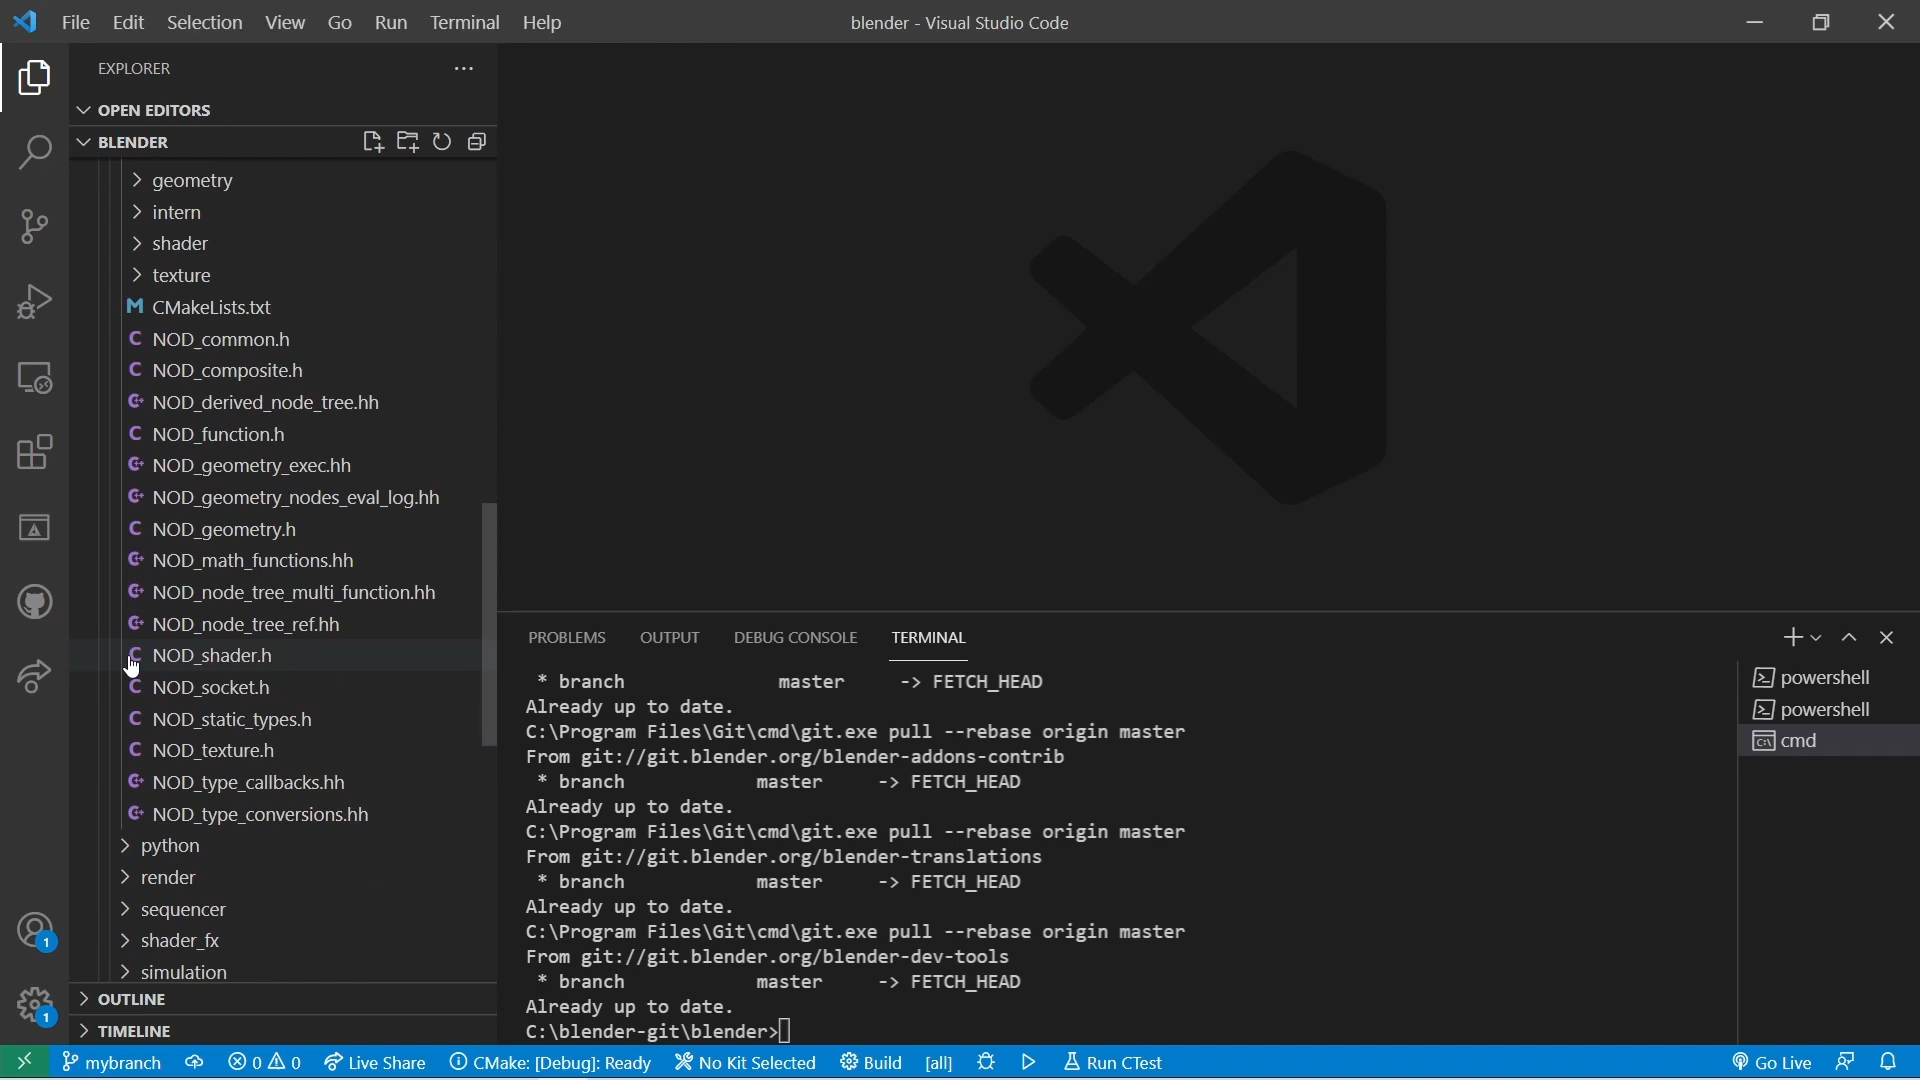 File Edit Selection View Go Run Terminal Help
blender - Visual Studio Code
EXPLORER
OPEN EDITORS
BLENDER
geometry
intern
shader
texture
CMakeLists.txt
NOD_common.h
NOD_composite.h
NOD_derived_node_tree.hh
NOD_function.h
NOD_geometry_exec.hh
NOD_geometry_nodes_eval_log.hh
NOD_geometry.h
NOD_math_functions.hh
NOD_node_tree_multi_function.hh
NOD_node_tree_ref.hh
NOD_shader.h
NOD_socket.h
NOD_static_types.h
NOD_texture.h
NOD_type_callbacks.hh
NOD_type_conversions.hh
python
render
sequencer
shader_fx
simulation
OUTLINE
TIMELINE
PROBLEMS OUTPUT DEBUG CONSOLE TERMINAL
* branch master -> FETCH_HEAD
Already up to date.
C:\Program Files\Git\cmd\git.exe pull --rebase origin master
From git://git.blender.org/blender-addons-contrib
* branch master -> FETCH_HEAD
Already up to date.
C:\Program Files\Git\cmd\git.exe pull --rebase origin master
From git://git.blender.org/blender-translations
* branch master -> FETCH_HEAD
Already up to date.
C:\Program Files\Git\cmd\git.exe pull --rebase origin master
From git://git.blender.org/blender-dev-tools
* branch master -> FETCH_HEAD
Already up to date.
C:\blender-git\blender>
powershell
powershell
cmd
1
1
mybranch 0 0 Live Share CMake: [Debug]: Ready No Kit Selected Build [all] Run CTest Go Live